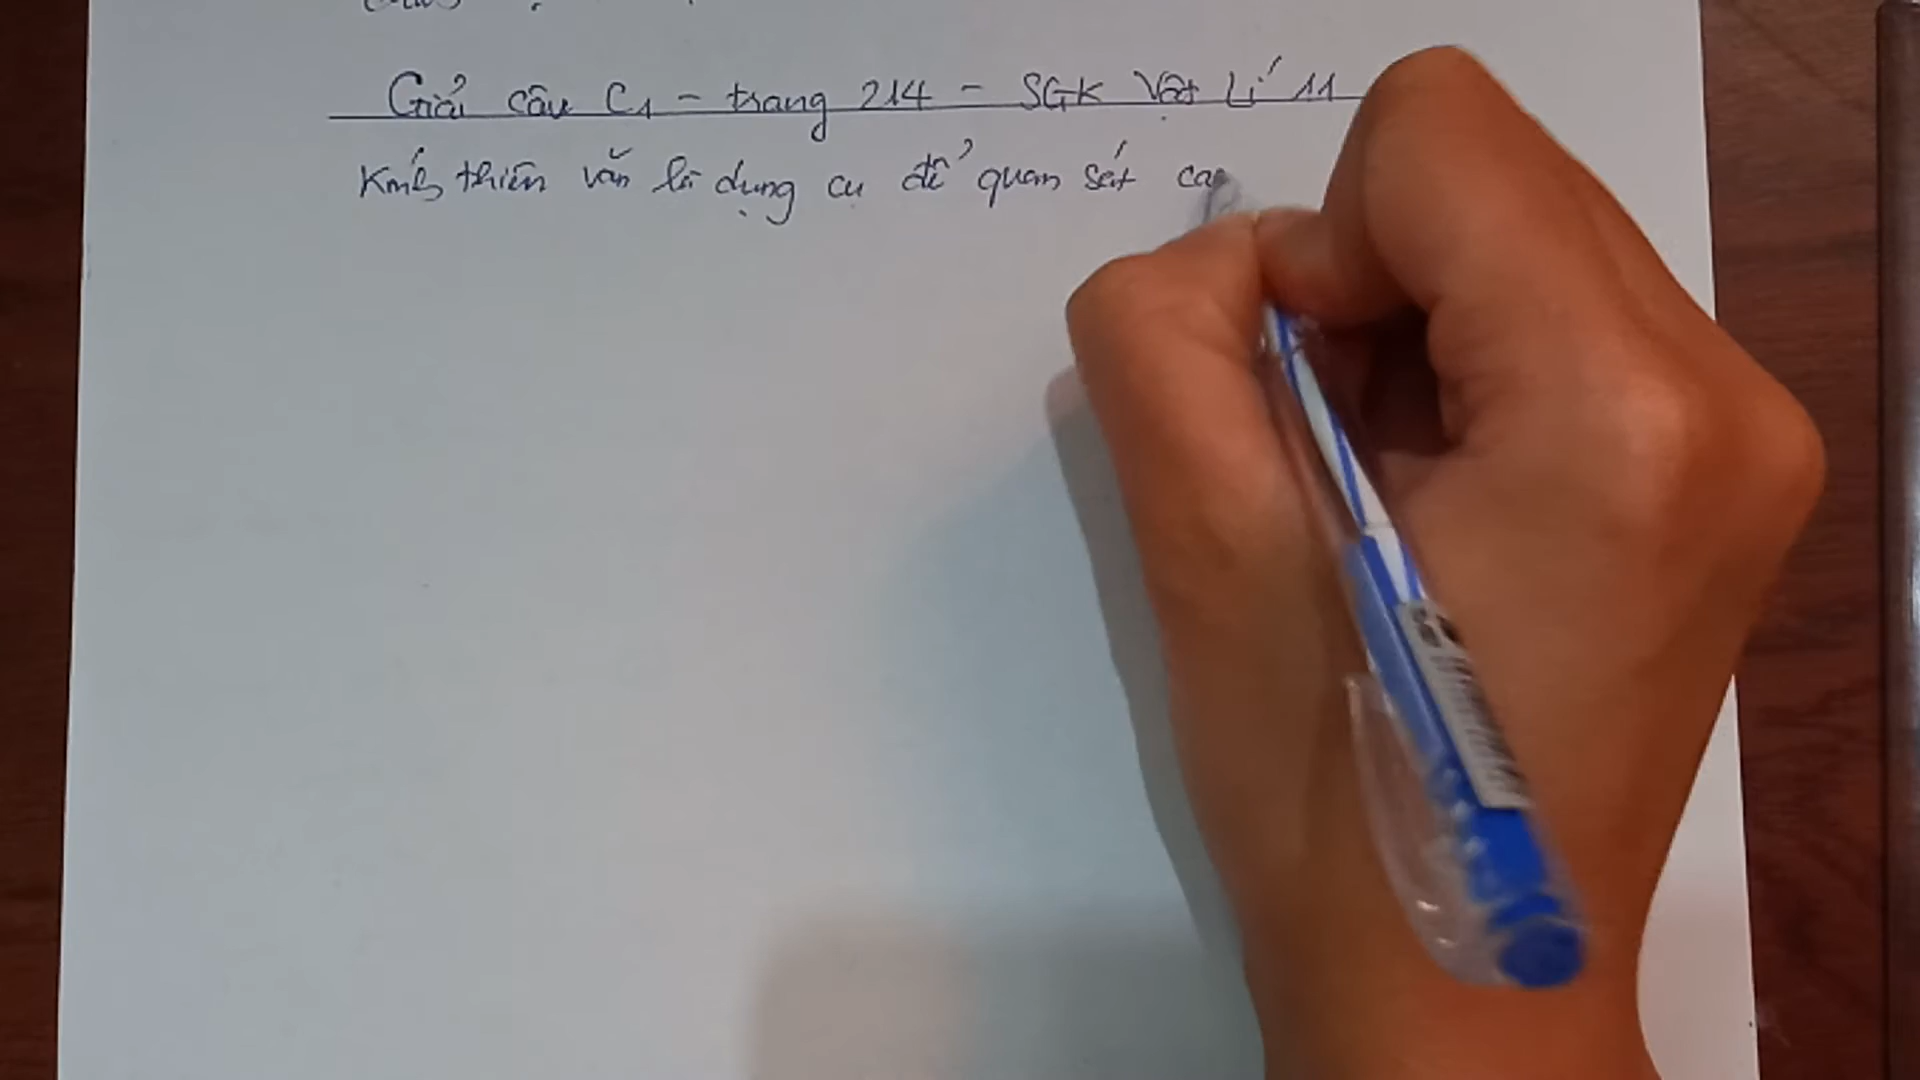 Giải câu C1 - trang 214 - SGK Vật Lí 11
Kính thiên văn là dụng cụ để quan sát